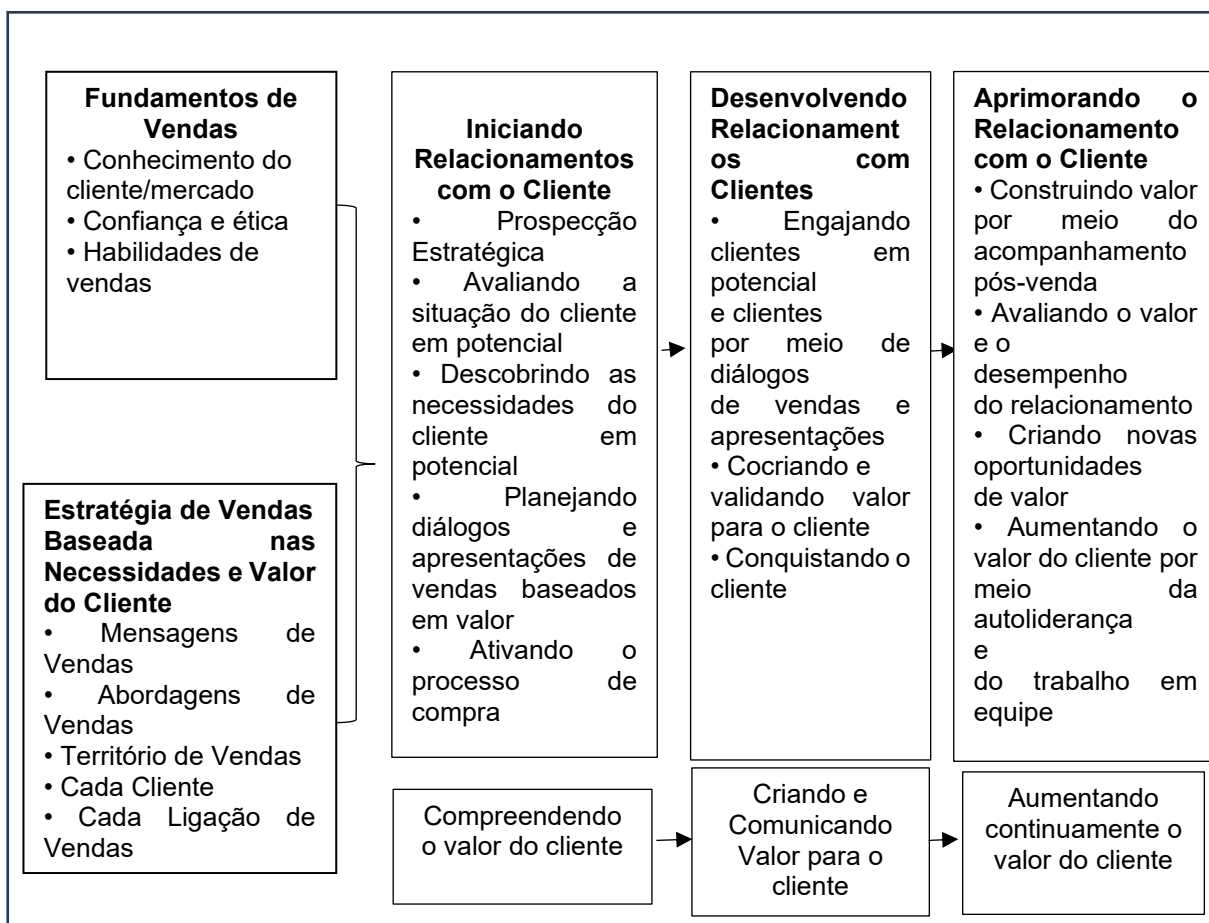 Fundamentos de
Vendas
• Conhecimento do
cliente/mercado
• Confiança e ética
• Habilidades de
vendas
Estratégia de Vendas
Baseada nas
Necessidades e Valor
do Cliente
• Mensagens de
Vendas
• Abordagens de
Vendas
• Território de Vendas
• Cada Cliente
• Cada Ligação de
Vendas
Iniciando
Relacionamentos
com o Cliente
• Prospecção
Estratégica
• Avaliando a
situação do cliente
em potencial
• Descobrindo as
necessidades do
cliente em
potencial
• Planejando
diálogos e
apresentações de
vendas baseados
em valor
• Ativando o
processo de
compra
Desenvolvendo
Relacionament
os com
Clientes
• Engajando
clientes em
potencial
e clientes
por meio de
diálogos
de vendas e
apresentações
• Cocriando e
validando valor
para o cliente
• Conquistando o
cliente
Aprimorando o
Relacionamento
com o Cliente
• Construindo valor
por meio do
acompanhamento
pós-venda
• Avaliando o valor
e o
desempenho
do relacionamento
• Criando novas
oportunidades
de valor
• Aumentando o
valor do cliente por
meio da
autoliderança
e
do trabalho em
equipe
Compreendendo
o valor do cliente
Criando e
Comunicando
Valor para o
cliente
Aumentando
continuamente o
valor do cliente